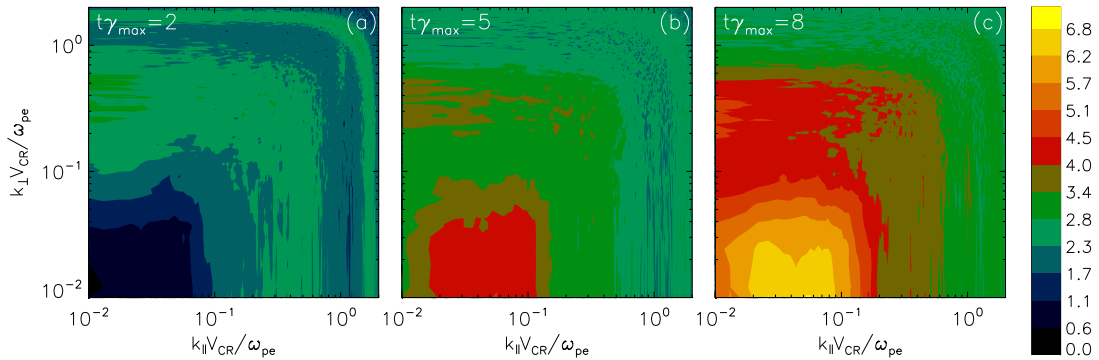 tγmax=2 (a)
tγmax=5 (b)
tγmax=8 (c)
k⊥VCR/ωpe
10⁰
10⁻¹
10⁻²
10⁻² 10⁻¹ 10⁰
10⁻² 10⁻¹ 10⁰
10⁻² 10⁻¹ 10⁰
k∥VCR/ωpe
k∥VCR/ωpe
k∥VCR/ωpe
6.8
5.7
5.1
4.5
4.0
3.4
2.8
2.3
1.7
1.1
0.6
0.0